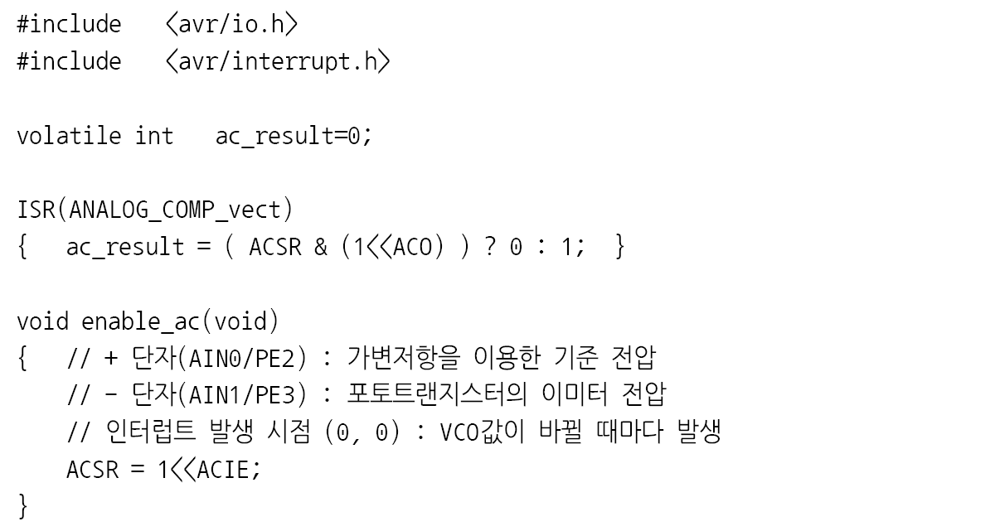 #include   <avr/io.h>
#include   <avr/interrupt.h>
volatile int   ac_result=0;
ISR(ANALOG_COMP_vect)
{   ac_result = ( ACSR & (1<<ACO) ) ? 0 : 1;  }
void enable_ac(void)
{   // + 단자(AIN0/PE2) : 가변저항을 이용한 기준 전압
    // - 단자(AIN1/PE3) : 포토트랜지스터의 이미터 전압
    // 인터럽트 발생 시점 (0, 0) : VCO값이 바뀔 때마다 발생
    ACSR = 1<<ACIE;
}